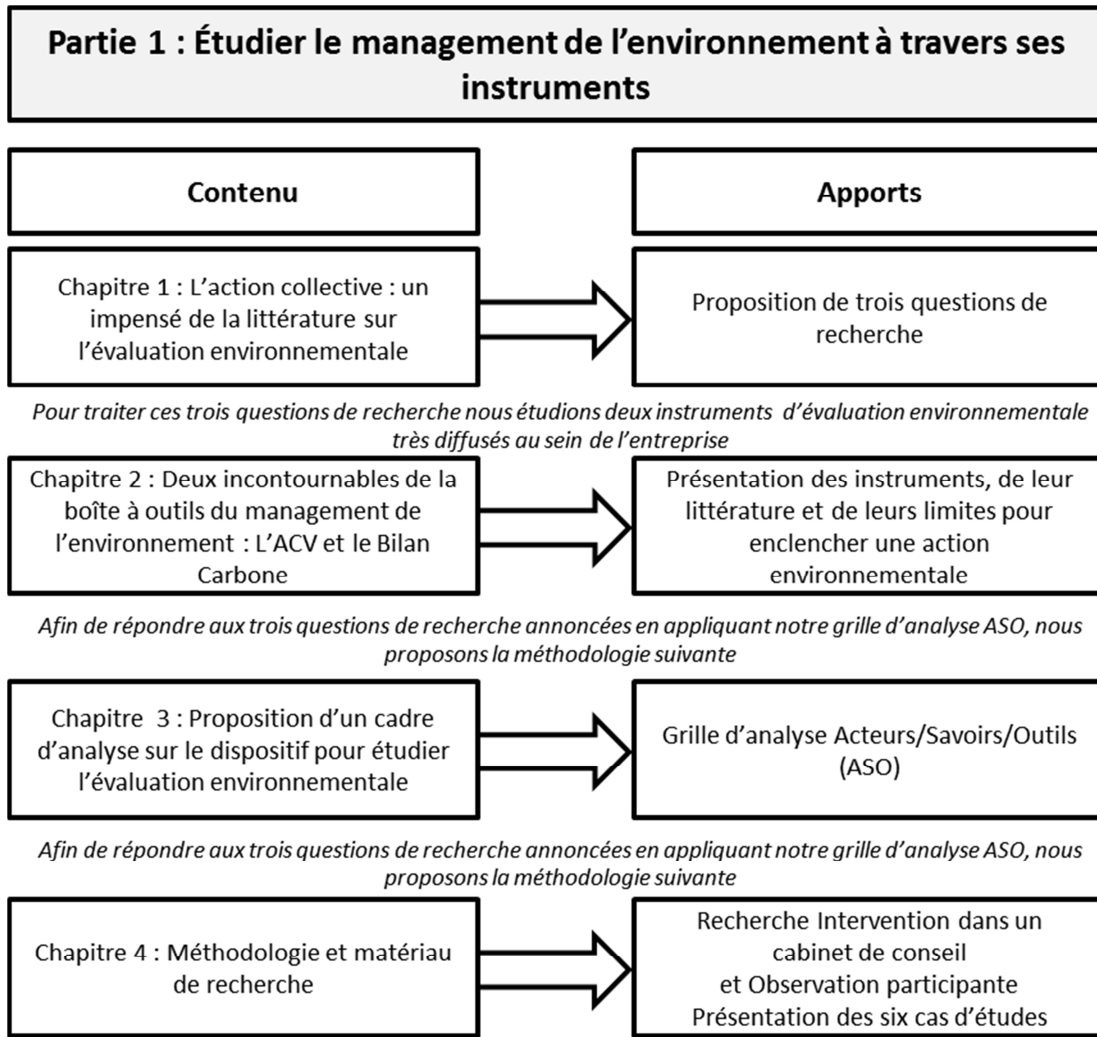 Partie 1 : Étudier le management de l'environnement à travers ses
instruments
Contenu
Apports
Chapitre 1 : L'action collective : un
impensé de la littérature sur
l'évaluation environnementale
Proposition de trois questions de
recherche
Pour traiter ces trois questions de recherche nous étudions deux instruments d'évaluation environnementale
très diffusés au sein de l'entreprise
Chapitre 2 : Deux incontournables de la
boîte à outils du management de
l'environnement : L'ACV et le Bilan
Carbone
Présentation des instruments, de leur
littérature et de leurs limites pour
enclencher une action
environnementale
Afin de répondre aux trois questions de recherche annoncées en appliquant notre grille d'analyse ASO, nous
proposons la méthodologie suivante
Chapitre 3 : Proposition d'un cadre
d'analyse sur le dispositif pour étudier
l'évaluation environnementale
Grille d'analyse Acteurs/Savoirs/Outils
(ASO)
Afin de répondre aux trois questions de recherche annoncées en appliquant notre grille d'analyse ASO, nous
proposons la méthodologie suivante
Chapitre 4 : Méthodologie et matériau
de recherche
Recherche Intervention dans un
cabinet de conseil
et Observation participante
Présentation des six cas d'études